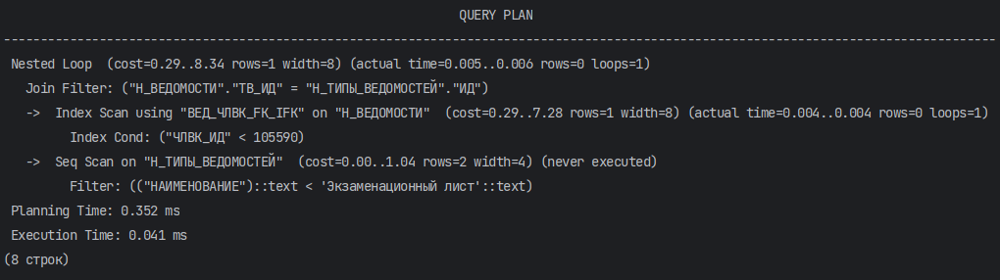 QUERY PLAN
-----------------------------------------------------------------------------------------------------------------------------------
Nested Loop  (cost=0.29..8.34 rows=1 width=8) (actual time=0.005..0.006 rows=0 loops=1)
  Join Filter: ("Н_ВЕДОМОСТИ"."ТВ_ИД" = "Н_ТИПЫ_ВЕДОМОСТЕЙ"."ИД")
  ->  Index Scan using "ВЕД_ЧЛВК_FK_IFK" on "Н_ВЕДОМОСТИ"  (cost=0.29..7.28 rows=1 width=8) (actual time=0.004..0.004 rows=0 loops=1)
        Index Cond: ("ЧЛВК_ИД" < 105590)
  ->  Seq Scan on "Н_ТИПЫ_ВЕДОМОСТЕЙ"  (cost=0.00..1.04 rows=2 width=4) (never executed)
        Filter: (("НАИМЕНОВАНИЕ")::text < 'Экзаменационный лист'::text)
Planning Time: 0.352 ms
Execution Time: 0.041 ms
(8 строк)